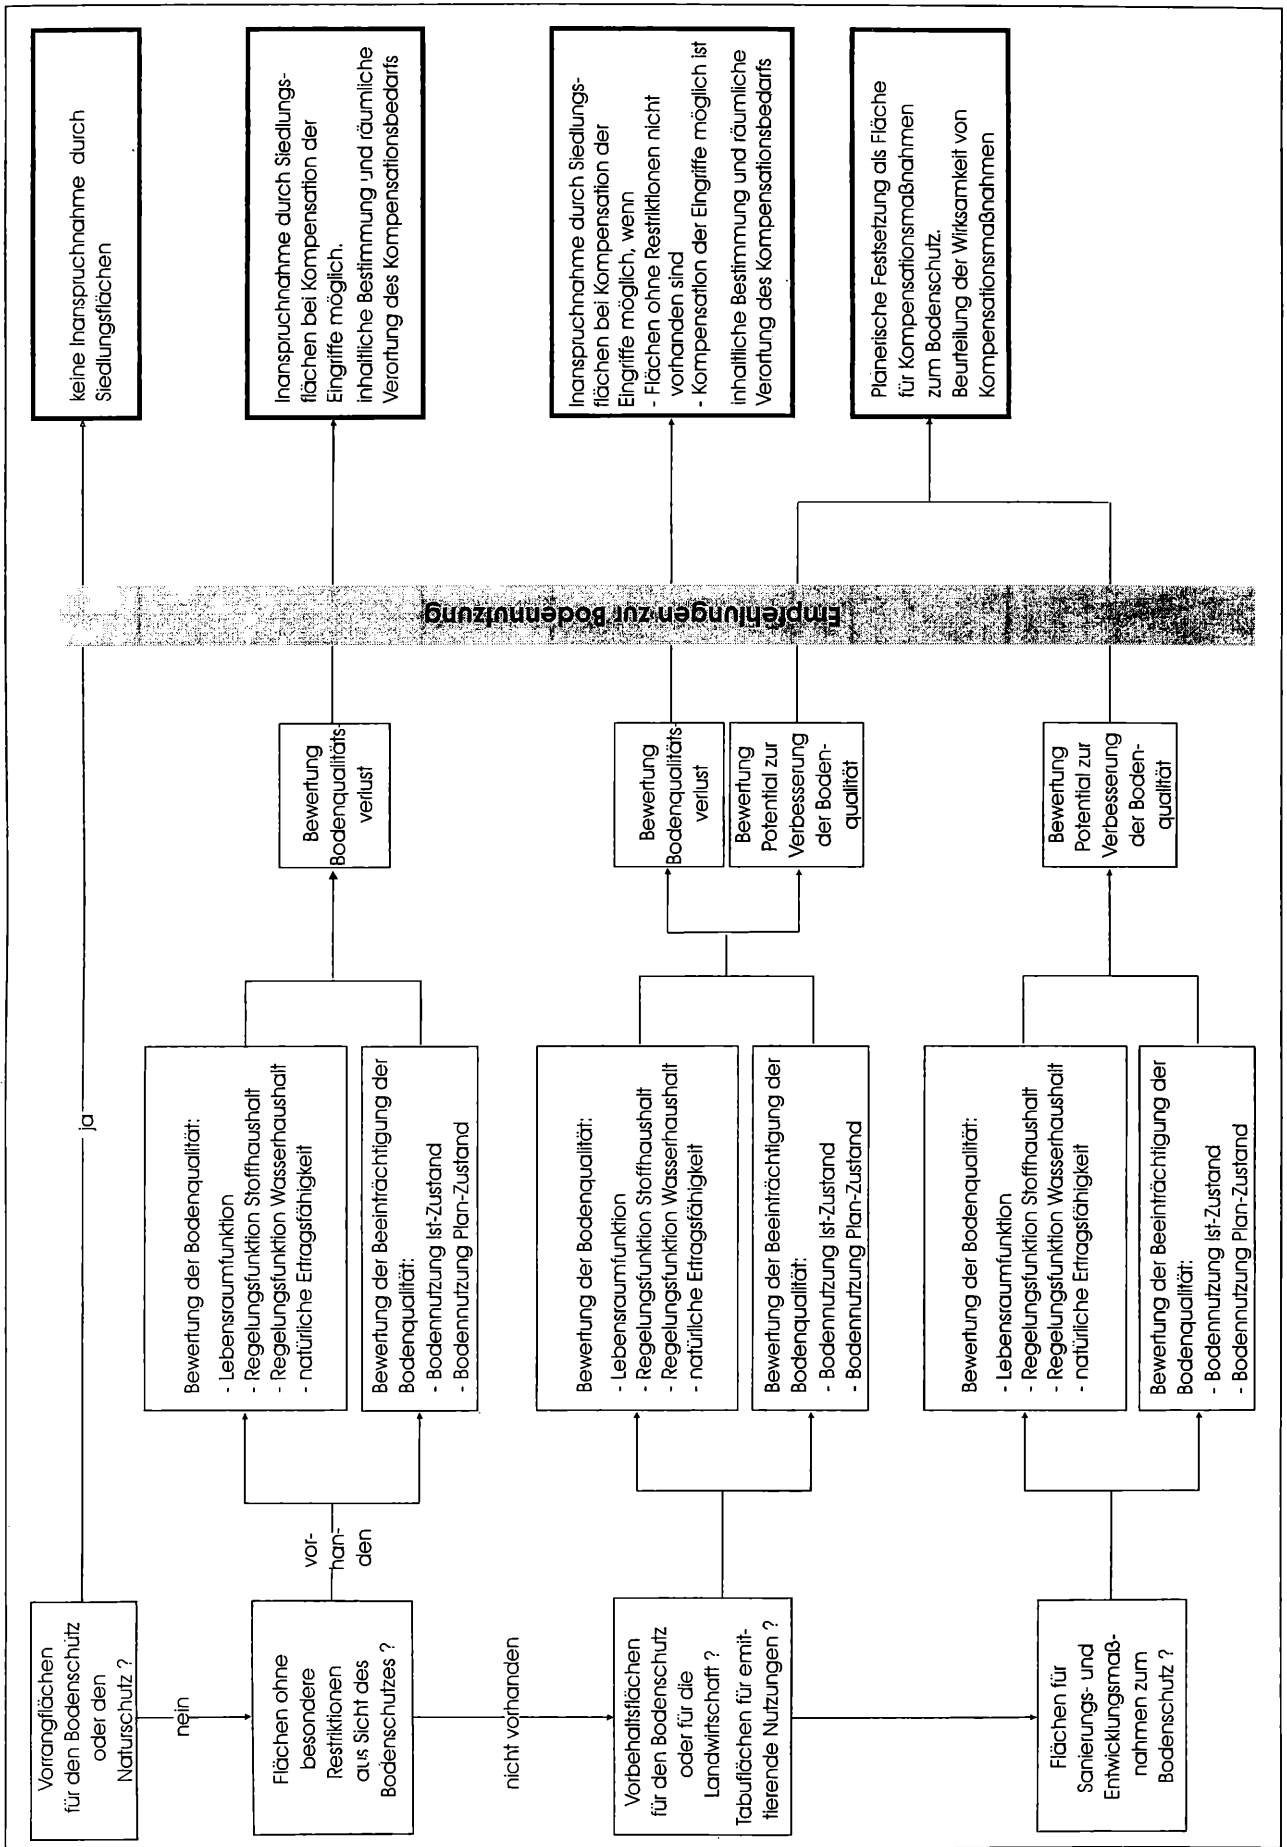 Vorrangflächen
für den Bodenschutz
oder den
Naturschutz ?
ja
keine Inanspruchnahme durch
Siedlungsflächen
nein
Flächen ohne
besondere
Restriktionen
aus Sicht des
Bodenschutzes ?
vor-
han-
den
Bewertung der Bodenqualität:
- Lebensraumfunktion
- Regelungsfunktion Stoffhaushalt
- Regelungsfunktion Wasserhaushalt
- natürliche Ertragsfähigkeit
Bewertung der Beeinträchtigung der
Bodenqualität:
- Bodennutzung Ist-Zustand
- Bodennutzung Plan-Zustand
Bewertung
Bodenqualitäts-
verlust
Inanspruchnahme durch Siedlungs-
flächen bei Kompensation der
Eingriffe möglich.
inhaltliche Bestimmung und räumliche
Verortung des Kompensationsbedarfs
nicht vorhanden
Vorbehaltsflächen
für den Bodenschutz
oder für die
Landwirtschaft ?
Tabuflächen für emit-
tierende Nutzungen ?
Bewertung der Bodenqualität:
- Lebensraumfunktion
- Regelungsfunktion Stoffhaushalt
- Regelungsfunktion Wasserhaushalt
- natürliche Ertragsfähigkeit
Bewertung der Beeinträchtigung der
Bodenqualität:
- Bodennutzung Ist-Zustand
- Bodennutzung Plan-Zustand
Bewertung
Bodenqualitäts-
verlust
Bewertung
Potential zur
Verbesserung
der Boden-
qualität
Empfehlungen zur Bodennutzung
Inanspruchnahme durch Siedlungs-
flächen bei Kompensation der
Eingriffe möglich, wenn
- Flächen ohne Restriktionen nicht
vorhanden sind
- Kompensation der Eingriffe möglich ist
inhaltliche Bestimmung und räumliche
Verortung des Kompensationsbedarfs
Flächen für
Sanierungs- und
Entwicklungsmaß-
nahmen zum
Bodenschutz ?
Bewertung der Bodenqualität:
- Lebensraumfunktion
- Regelungsfunktion Stoffhaushalt
- Regelungsfunktion Wasserhaushalt
- natürliche Ertragsfähigkeit
Bewertung der Beeinträchtigung der
Bodenqualität:
- Bodennutzung Ist-Zustand
- Bodennutzung Plan-Zustand
Bewertung
Potential zur
Verbesserung
der Boden-
qualität
Planerische Festsetzung als Fläche
für Kompensationsmaßnahmen
zum Bodenschutz.
Beurteilung der Wirksamkeit von
Kompensationsmaßnahmen